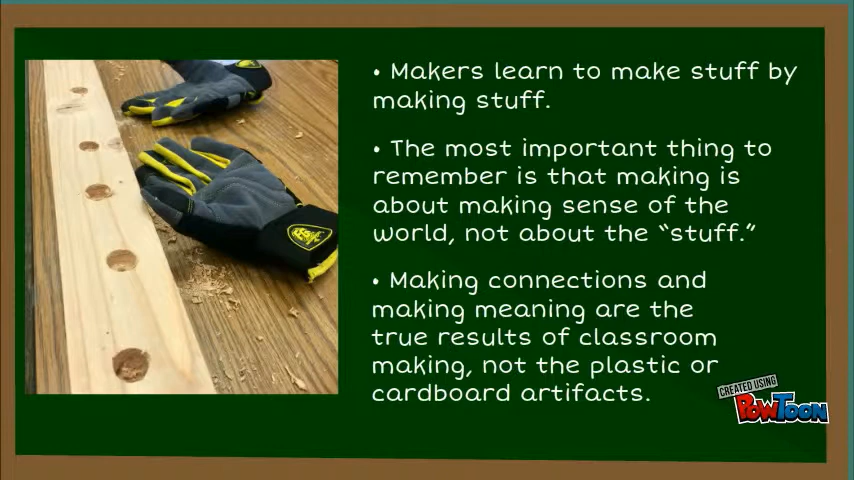 • Makers learn to make stuff by
making stuff.
• The most important thing to
remember is that making is
about making sense of the
world, not about the “stuff.”
• Making connections and
making meaning are the
true results of classroom
making, not the plastic or
cardboard artifacts.
CREATED USING
POWTOON